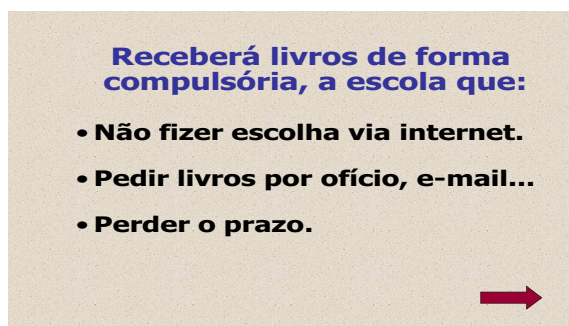 Receberá livros de forma
compulsória, a escola que:
• Não fizer escolha via internet.
• Pedir livros por ofício, e-mail...
• Perder o prazo.